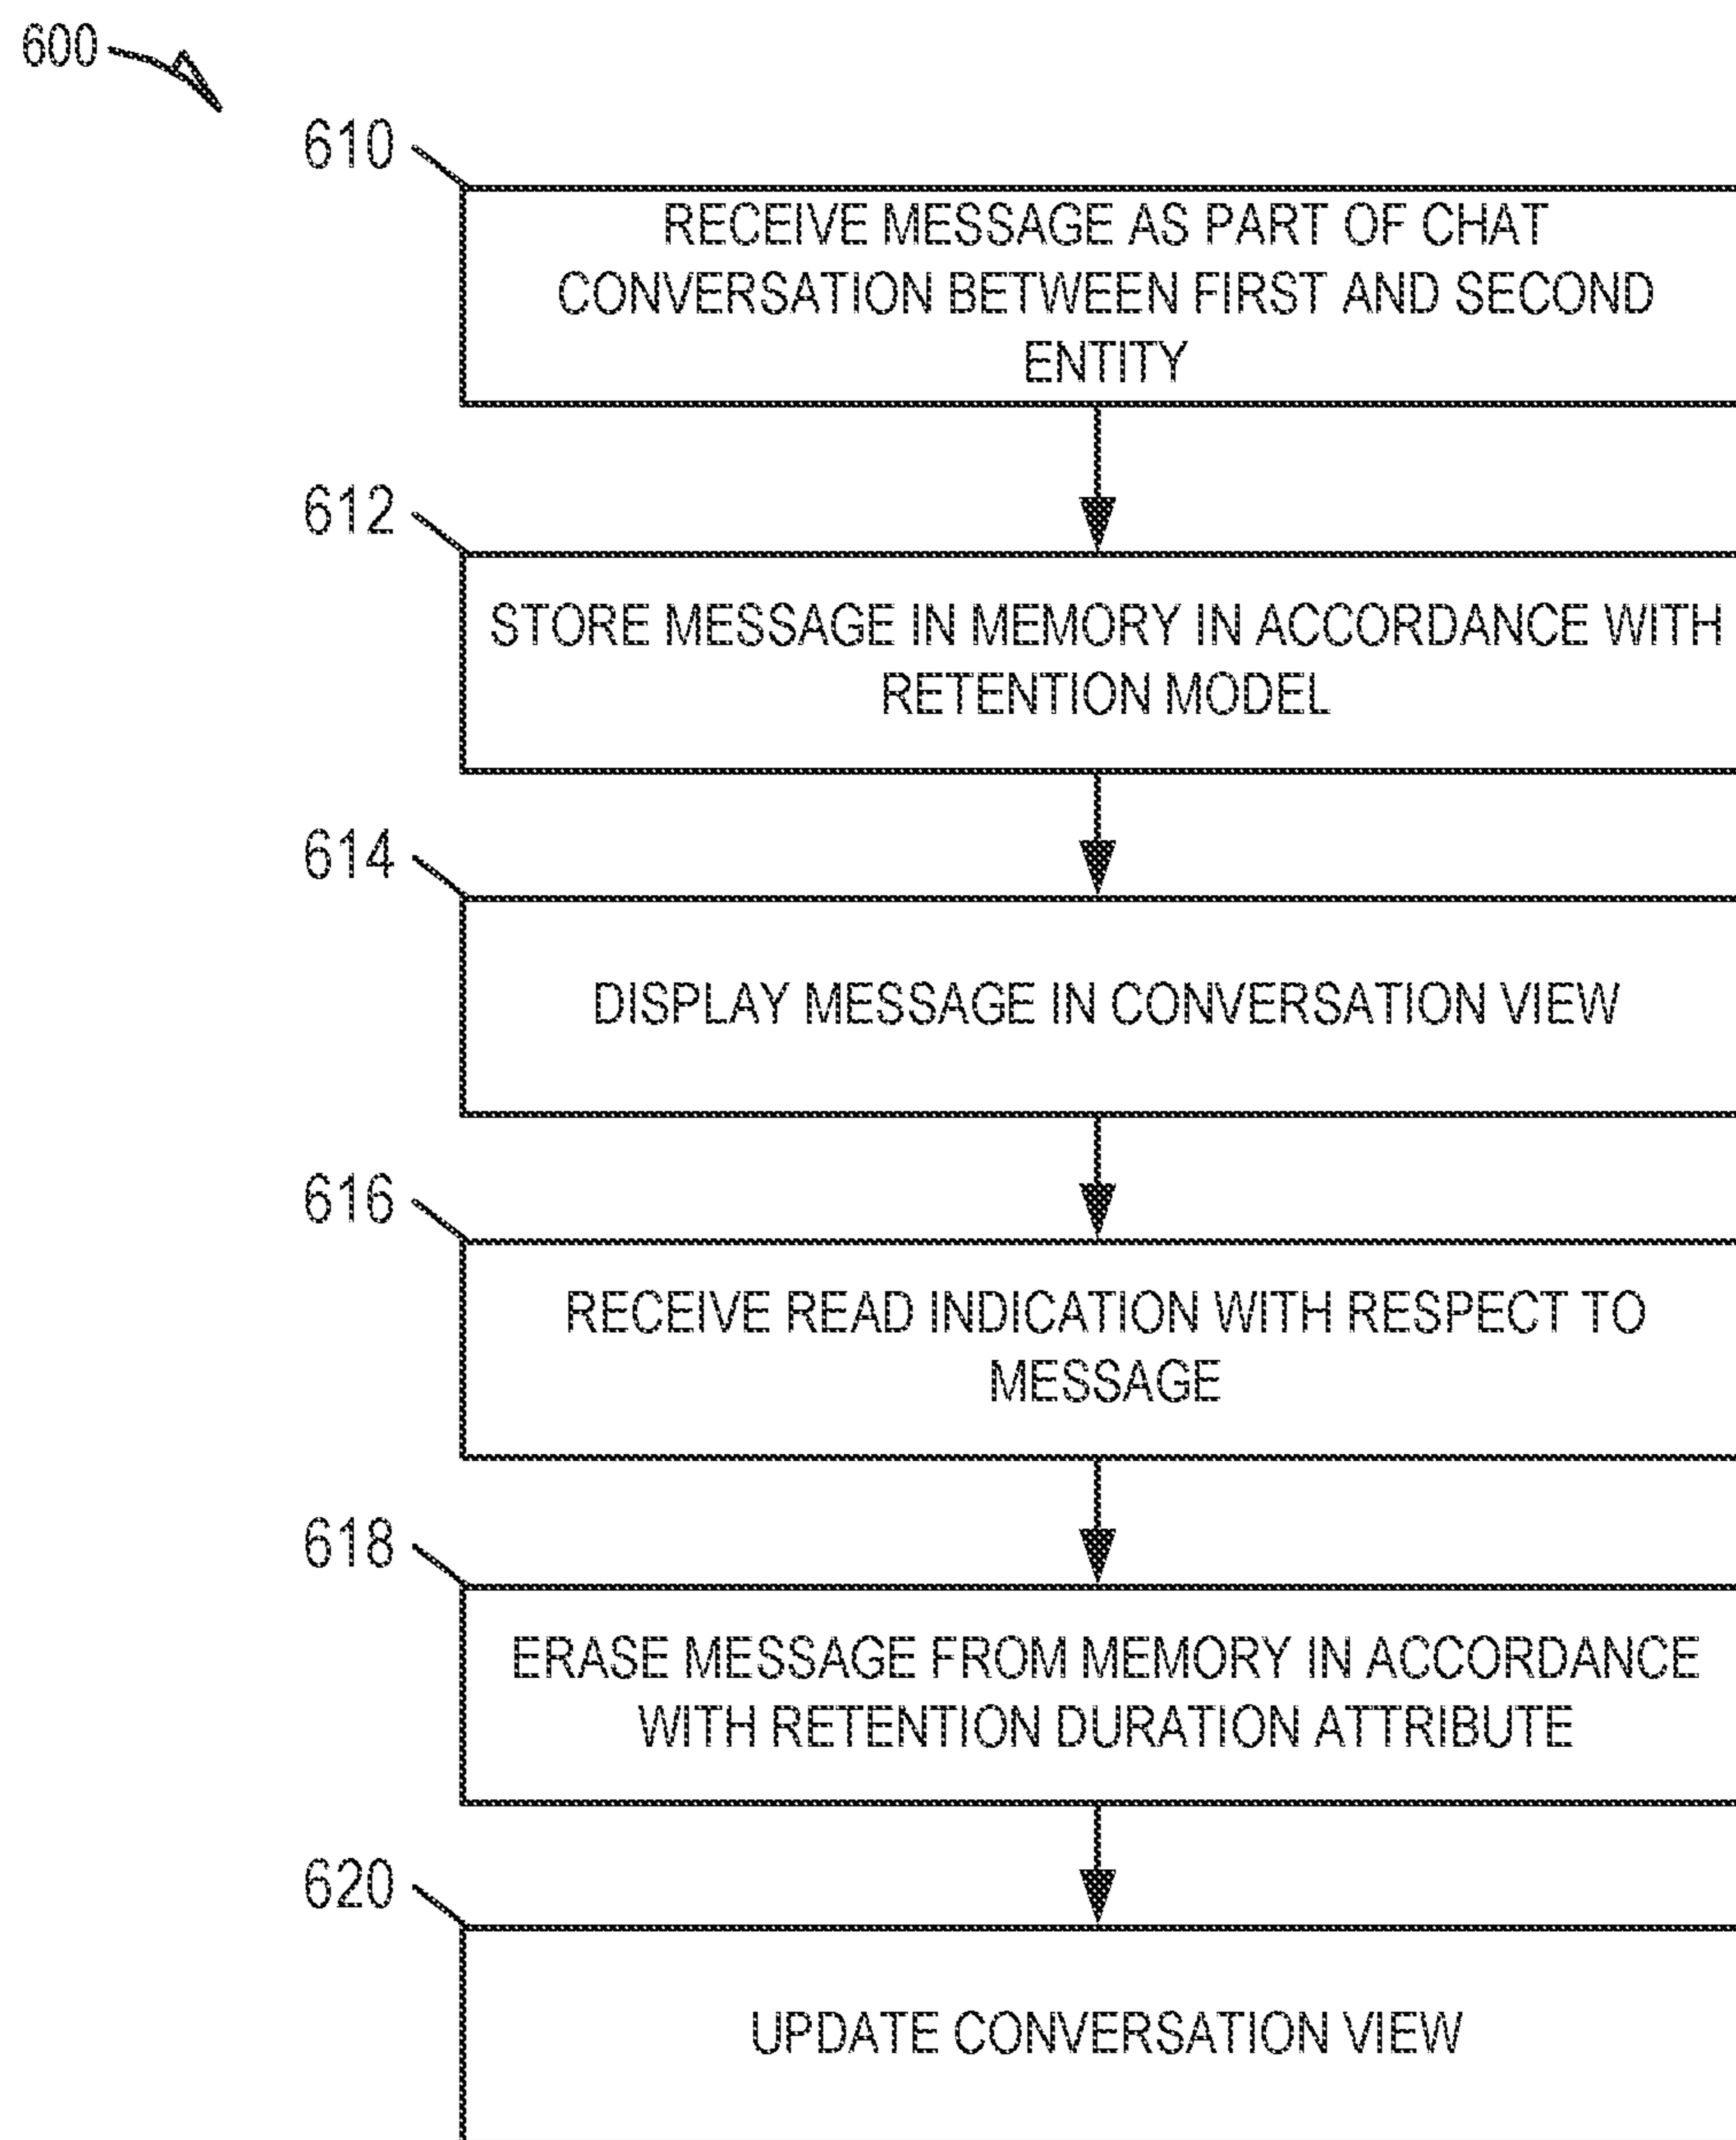 600
610
RECEIVE MESSAGE AS PART OF CHAT
CONVERSATION BETWEEN FIRST AND SECOND
ENTITY
612
STORE MESSAGE IN MEMORY IN ACCORDANCE WITH
RETENTION MODEL
614
DISPLAY MESSAGE IN CONVERSATION VIEW
616
RECEIVE READ INDICATION WITH RESPECT TO
MESSAGE
618
ERASE MESSAGE FROM MEMORY IN ACCORDANCE
WITH RETENTION DURATION ATTRIBUTE
620
UPDATE CONVERSATION VIEW